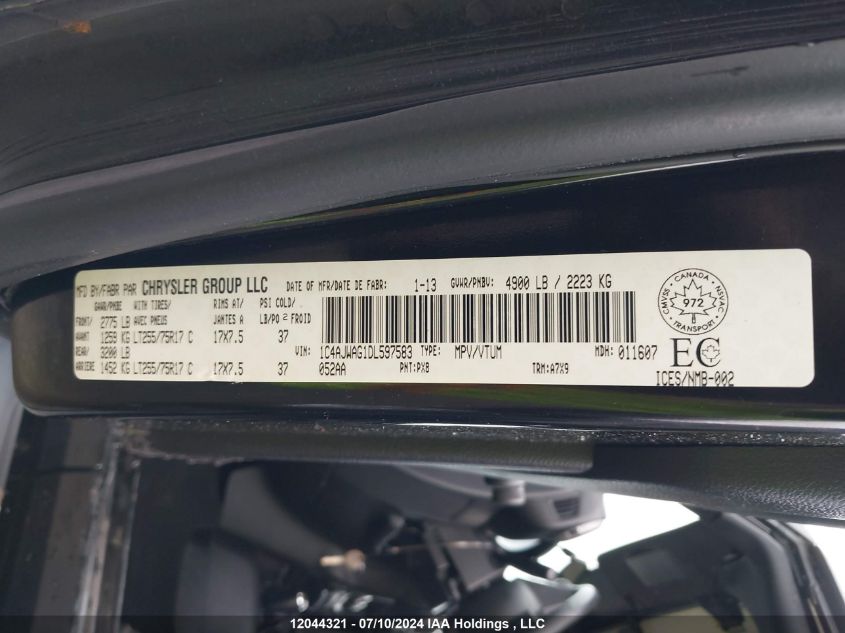 MFD BY/FABR PAR CHRYSLER GROUP LLC DATE OF MFR/DATE DE FABR: 1-13 GVWR/PNBV: 4900 LB / 2223 KG
GAWR/PNBE WITH TIRES/ RIMS AT/ PSI COLD/
FRONT/ 2775 LB AVEC PNEUS JANTES A LB/PO 2 FROID
AVANT 1259 KG LT255/75R17 C 17X7.5 37
REAR/ 3200 LB
ARRIERE 1452 KG LT255/75R17 C 17X7.5 37
VIN: 1C4AJWAG1DL597583 TYPE: MPV/VTUM MDH: 011607
052AA PNT:PX8 TRM:A7X9
CMVSS CANADA NSVAC
972
TRANSPORT
EC
ICES/NMB-002
12044321 - 07/10/2024 IAA Holdings , LLC